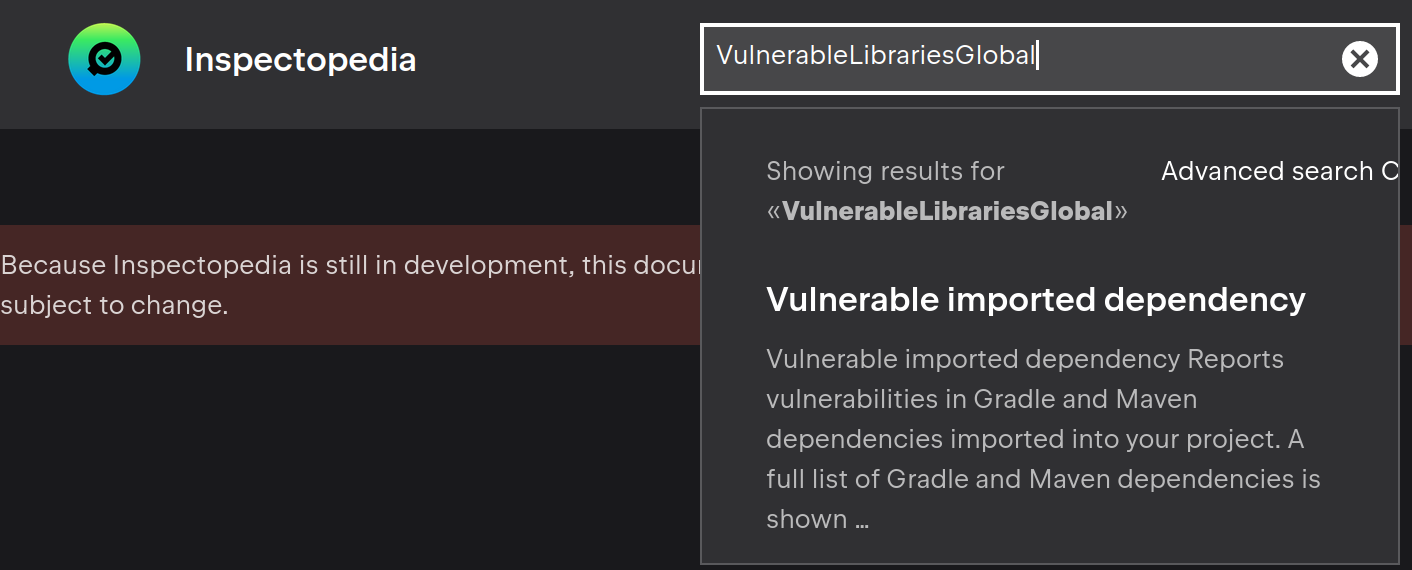 Inspectopedia
VulnerableLibrariesGlobal
Showing results for
«VulnerableLibrariesGlobal»
Advanced search
Because Inspectopedia is still in development, this
subject to change.
Vulnerable imported dependency
Vulnerable imported dependency Reports
vulnerabilities in Gradle and Maven
dependencies imported into your project. A
full list of Gradle and Maven dependencies is
shown ...